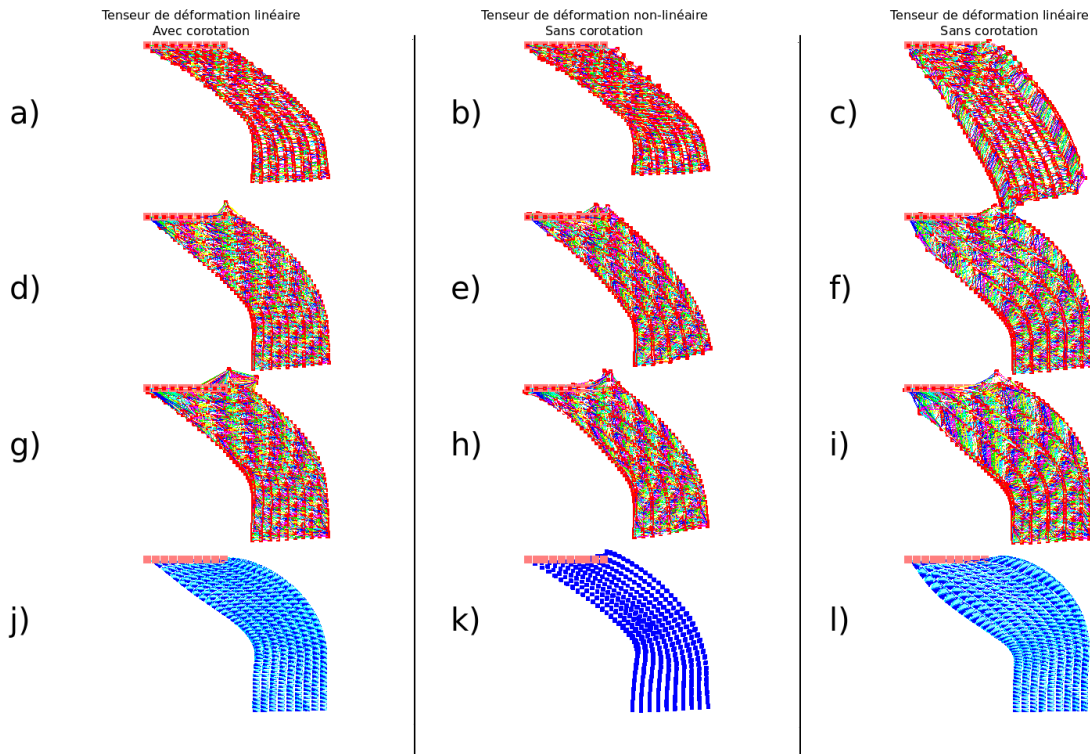 Tenseur de déformation linéaire
Avec corotation
Tenseur de déformation non-linéaire
Sans corotation
Tenseur de déformation linéaire
Sans corotation
a)
b)
c)
d)
e)
f)
g)
h)
i)
j)
k)
l)